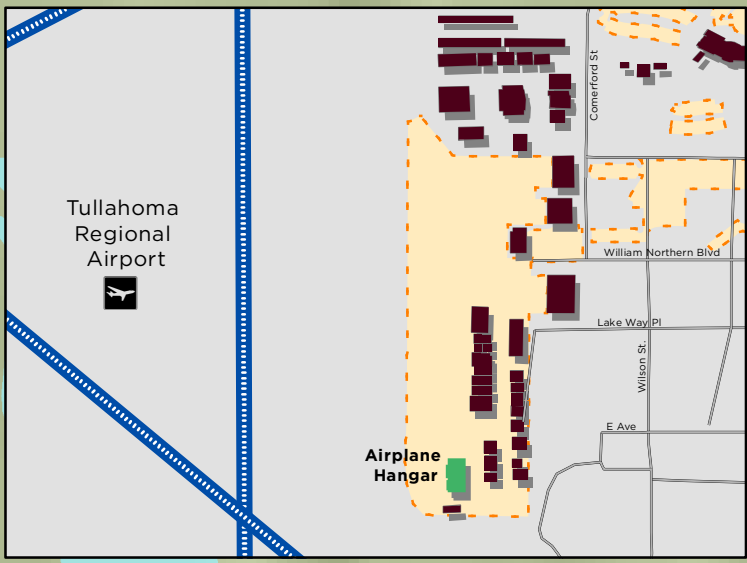 Comerford St
Tullahoma
Regional
Airport
William Northern Blvd
Lake Way Pl
Wilson St.
E Ave
Airplane
Hangar